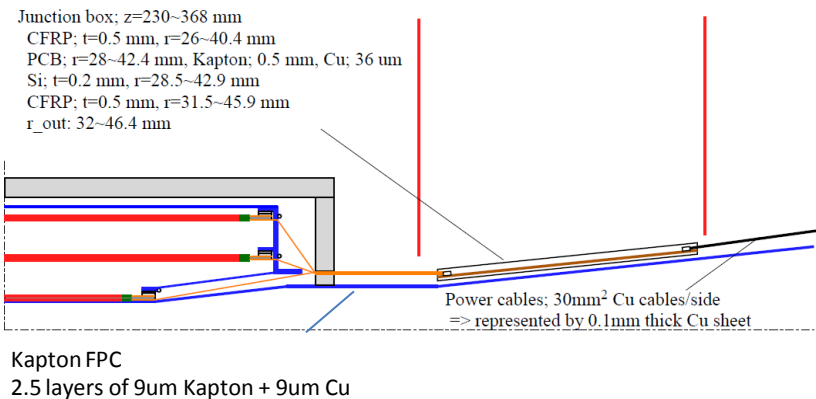 Junction box; z=230~368 mm
CFRP; t=0.5 mm, r=26~40.4 mm
PCB; r=28~42.4 mm, Kapton; 0.5 mm, Cu; 36 um
Si; t=0.2 mm, r=28.5~42.9 mm
CFRP; t=0.5 mm, r=31.5~45.9 mm
r_out: 32~46.4 mm
Power cables; 30mm² Cu cables/side
=> represented by 0.1mm thick Cu sheet
Kapton FPC
2.5 layers of 9um Kapton + 9um Cu